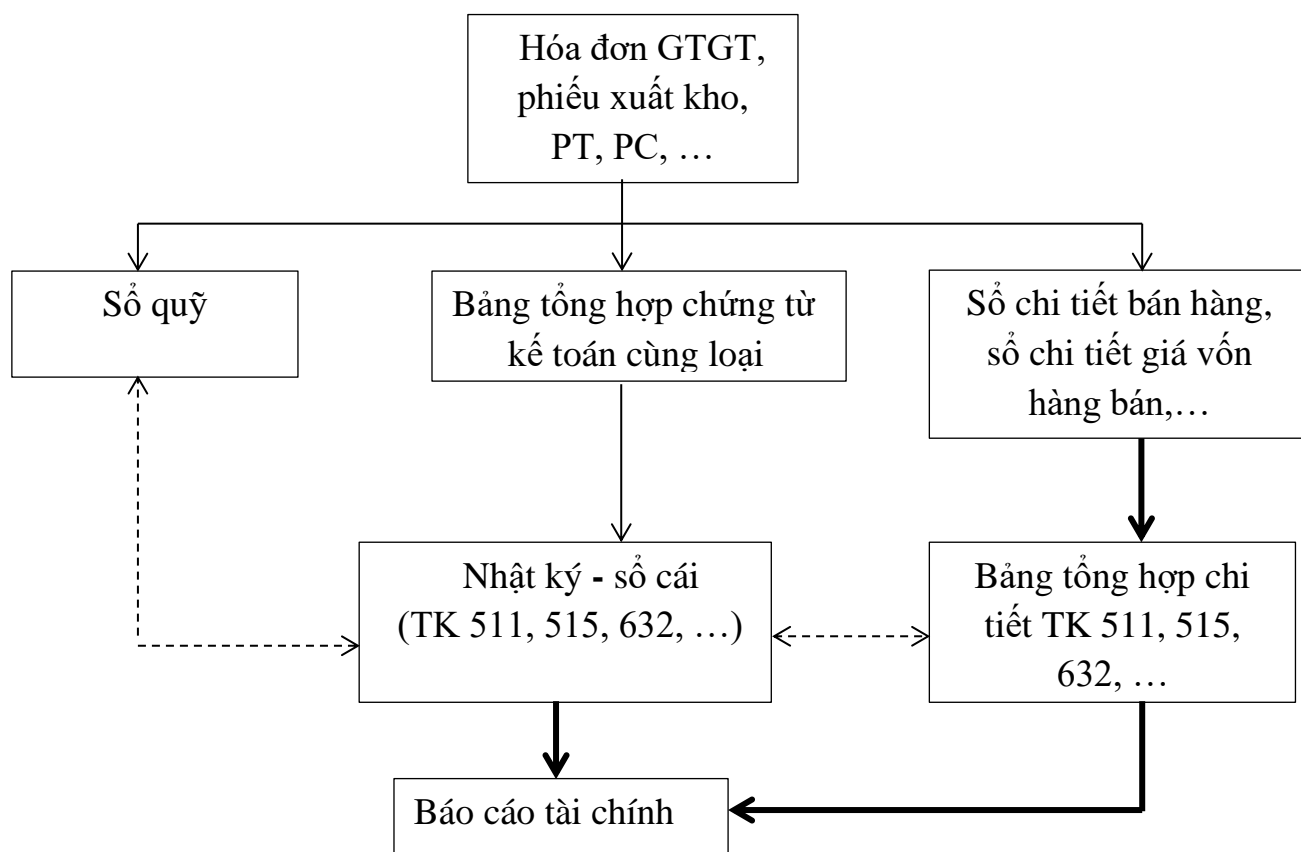 Hóa đơn GTGT,
phiếu xuất kho,
PT, PC, …
Sổ quỹ
Bảng tổng hợp chứng từ
kế toán cùng loại
Sổ chi tiết bán hàng,
sổ chi tiết giá vốn
hàng bán,…
Nhật ký - sổ cái
(TK 511, 515, 632, …)
Bảng tổng hợp chi
tiết TK 511, 515,
632, …
Báo cáo tài chính